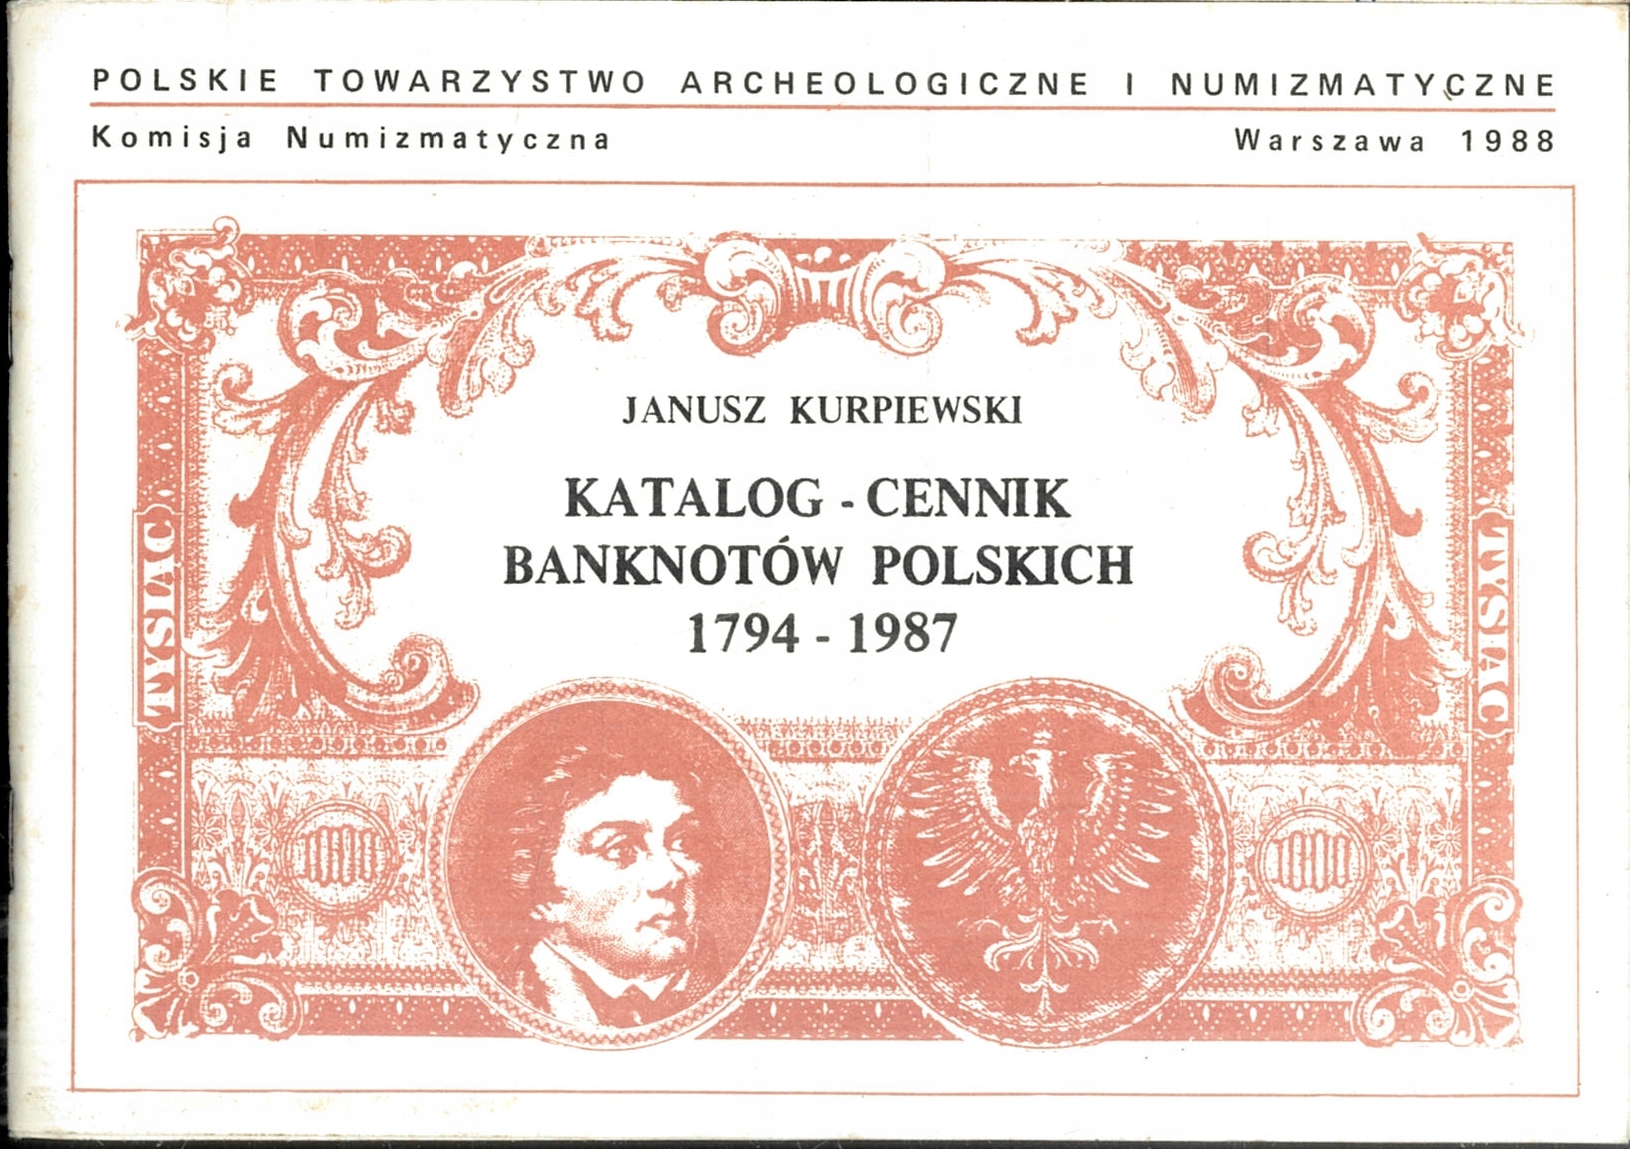 POLSKIE TOWARZYSTWO ARCHEOLOGICZNE I NUMIZMATYCZNE
Komisja Numizmatyczna Warszawa 1988
JANUSZ KURPIEWSKI
KATALOG - CENNIK
BANKNOTÓW POLSKICH
1794 - 1987
TYSIĄC
TYSIĄC
1000
1000